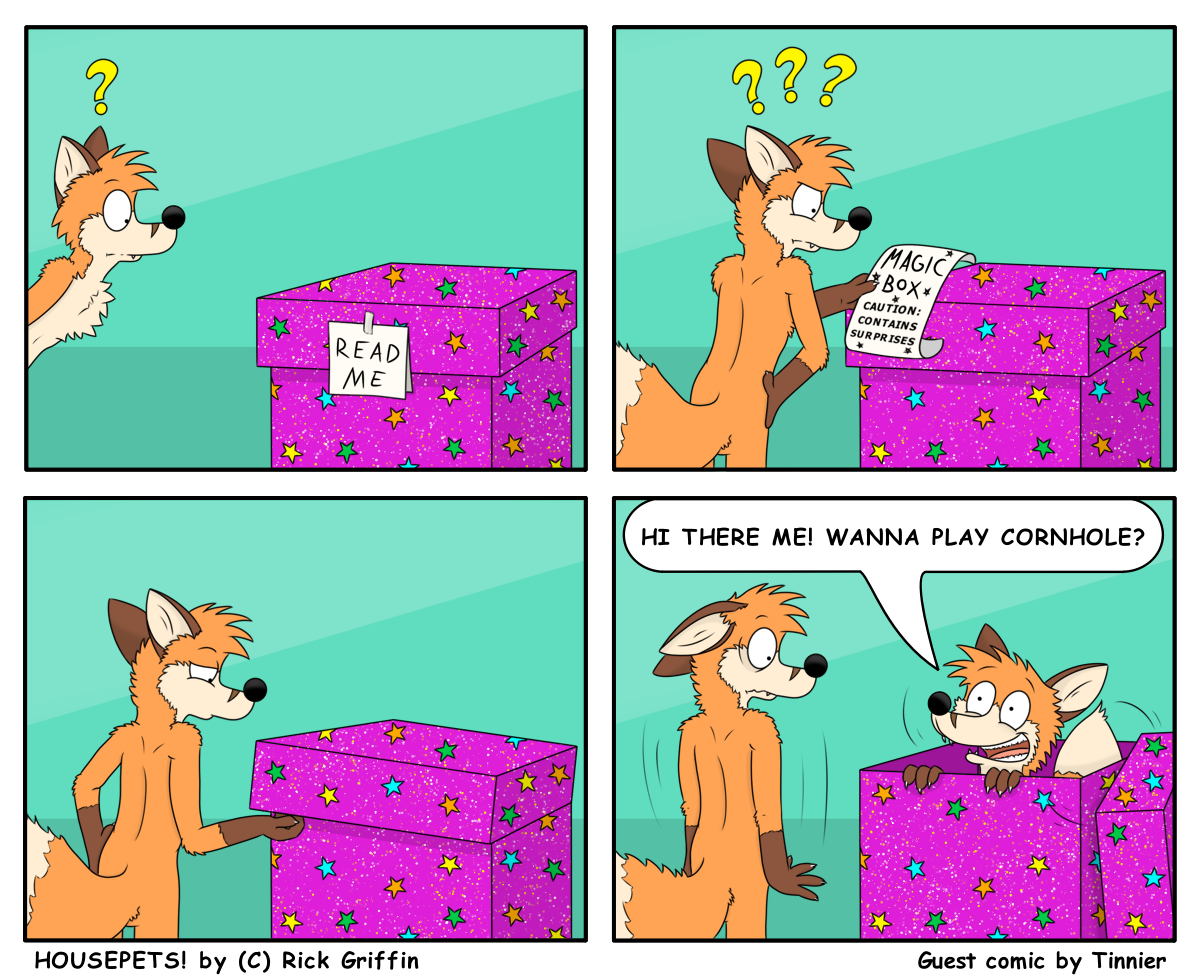 ?
READ
ME
? ? ?
MAGIC
BOX
CAUTION:
CONTAINS
SURPRISES
HI THERE ME! WANNA PLAY CORNHOLE?
HOUSEPETS! by (C) Rick Griffin
Guest comic by Tinnier